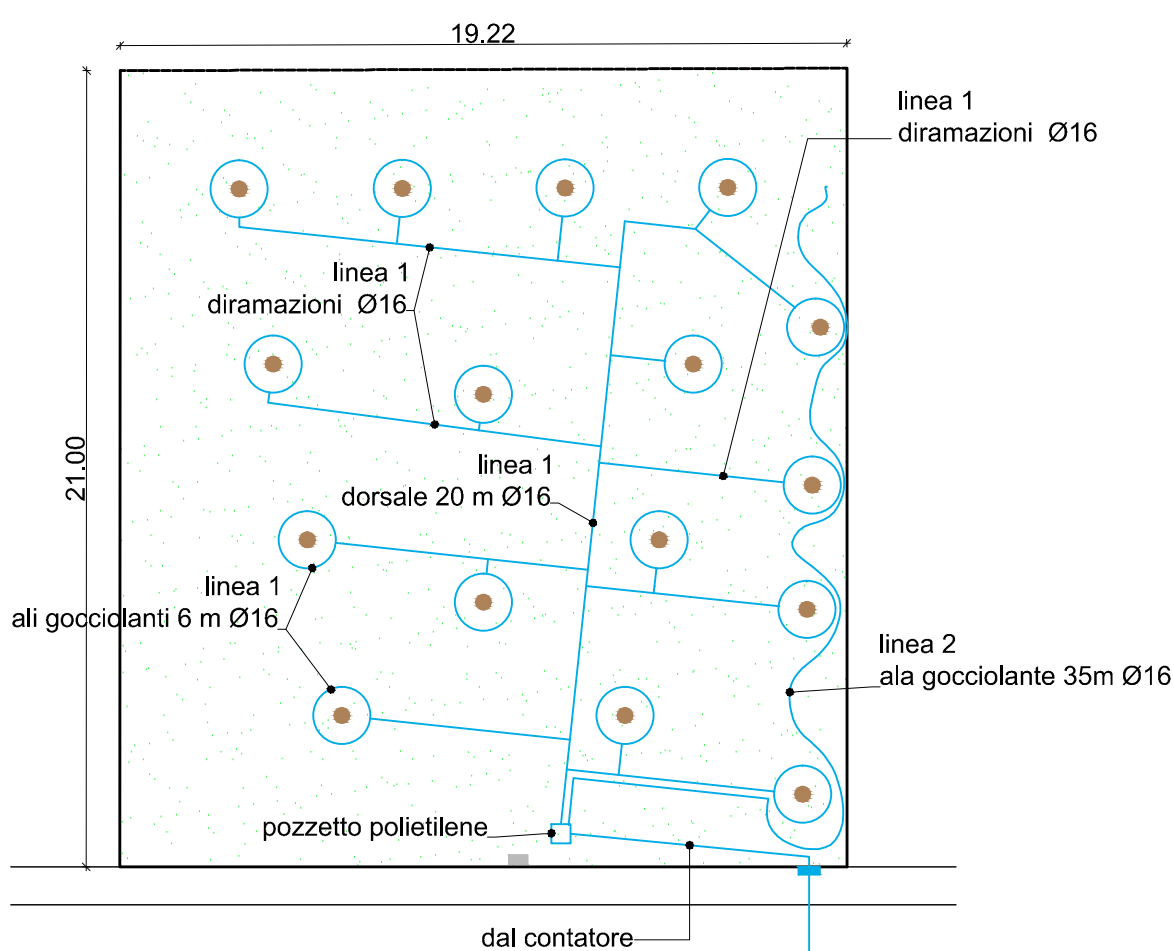 19.22
linea 1
diramazioni Ø16
linea 1
diramazioni Ø16
21.00
linea 1
dorsale 20 m Ø16
linea 1
ali gocciolanti 6 m Ø16
linea 2
ala gocciolante 35m Ø16
pozzetto polietilene
dal contatore